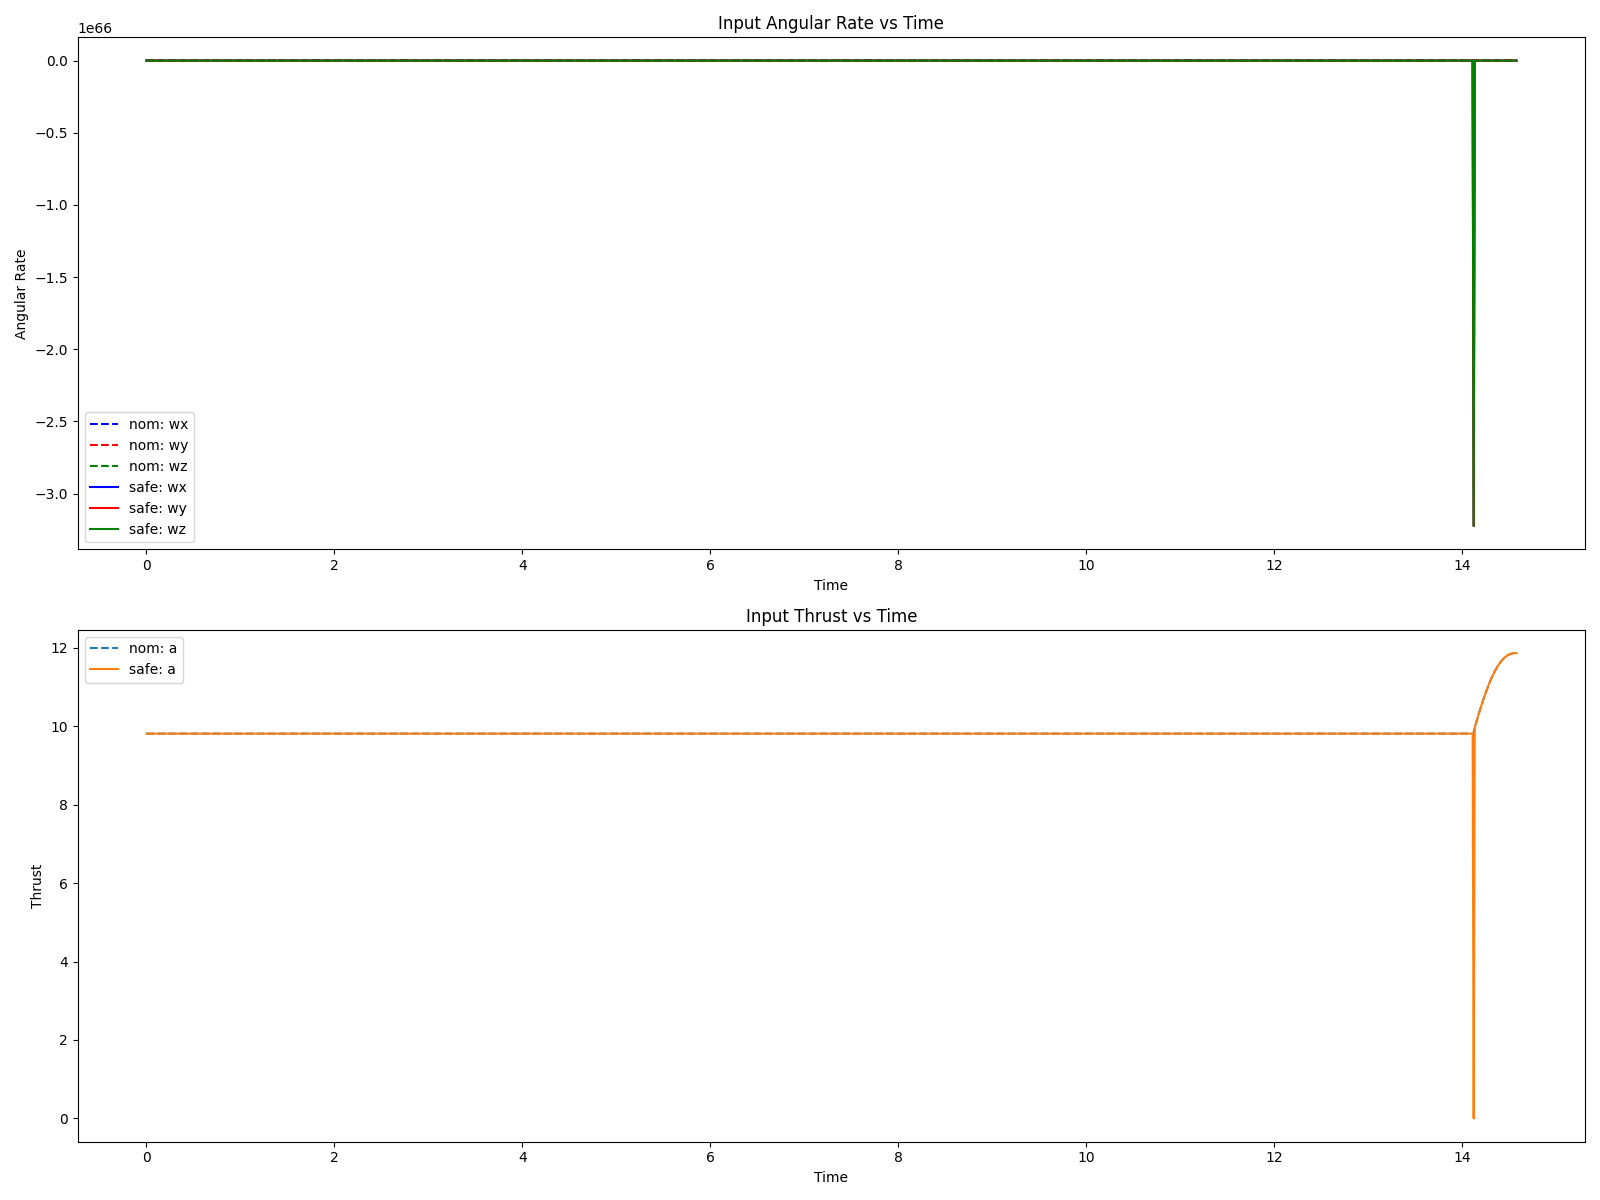 Input Angular Rate vs Time
1e66
0.0
−0.5
−1.0
−1.5
−2.0
−2.5
−3.0
Angular Rate
nom: wx
nom: wy
nom: wz
safe: wx
safe: wy
safe: wz
0 2 4 6 8 10 12 14
Time
Input Thrust vs Time
12
10
8
6
4
2
0
Thrust
nom: a
safe: a
0 2 4 6 8 10 12 14
Time